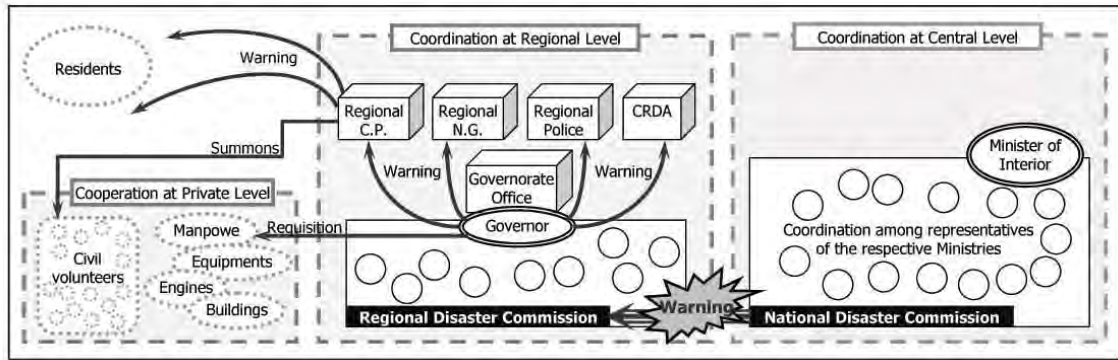 Coordination at Regional Level
Coordination at Central Level
Residents
Warning
Regional
C.P.
Regional
N.G.
Regional
Police
CRDA
Summons
Warning
Warning
Governorate
Office
Governor
Minister of
Interior
Cooperation at Private Level
Civil
volunteers
Manpowe
Requisition
Equipments
Engines
Buildings
Coordination among representatives
of the respective Ministries
Warning
Regional Disaster Commission
National Disaster Commission